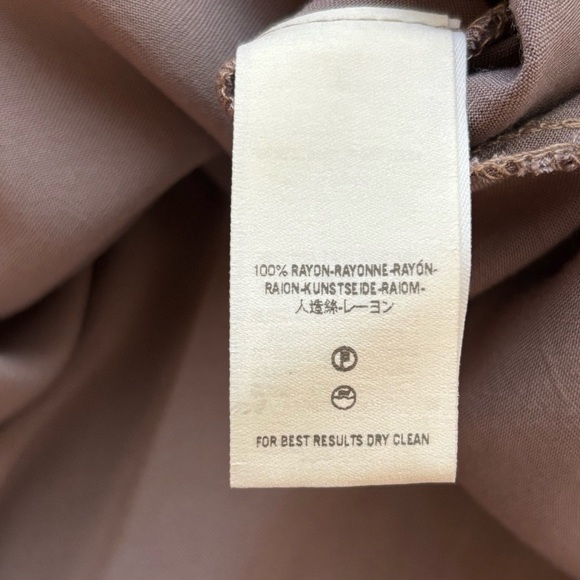 100% RAYON-RAYONNE-RAYÓN-
RAION-KUNSTSEIDE-RAIOM-
人造絲-レーヨン
P
FOR BEST RESULTS DRY CLEAN